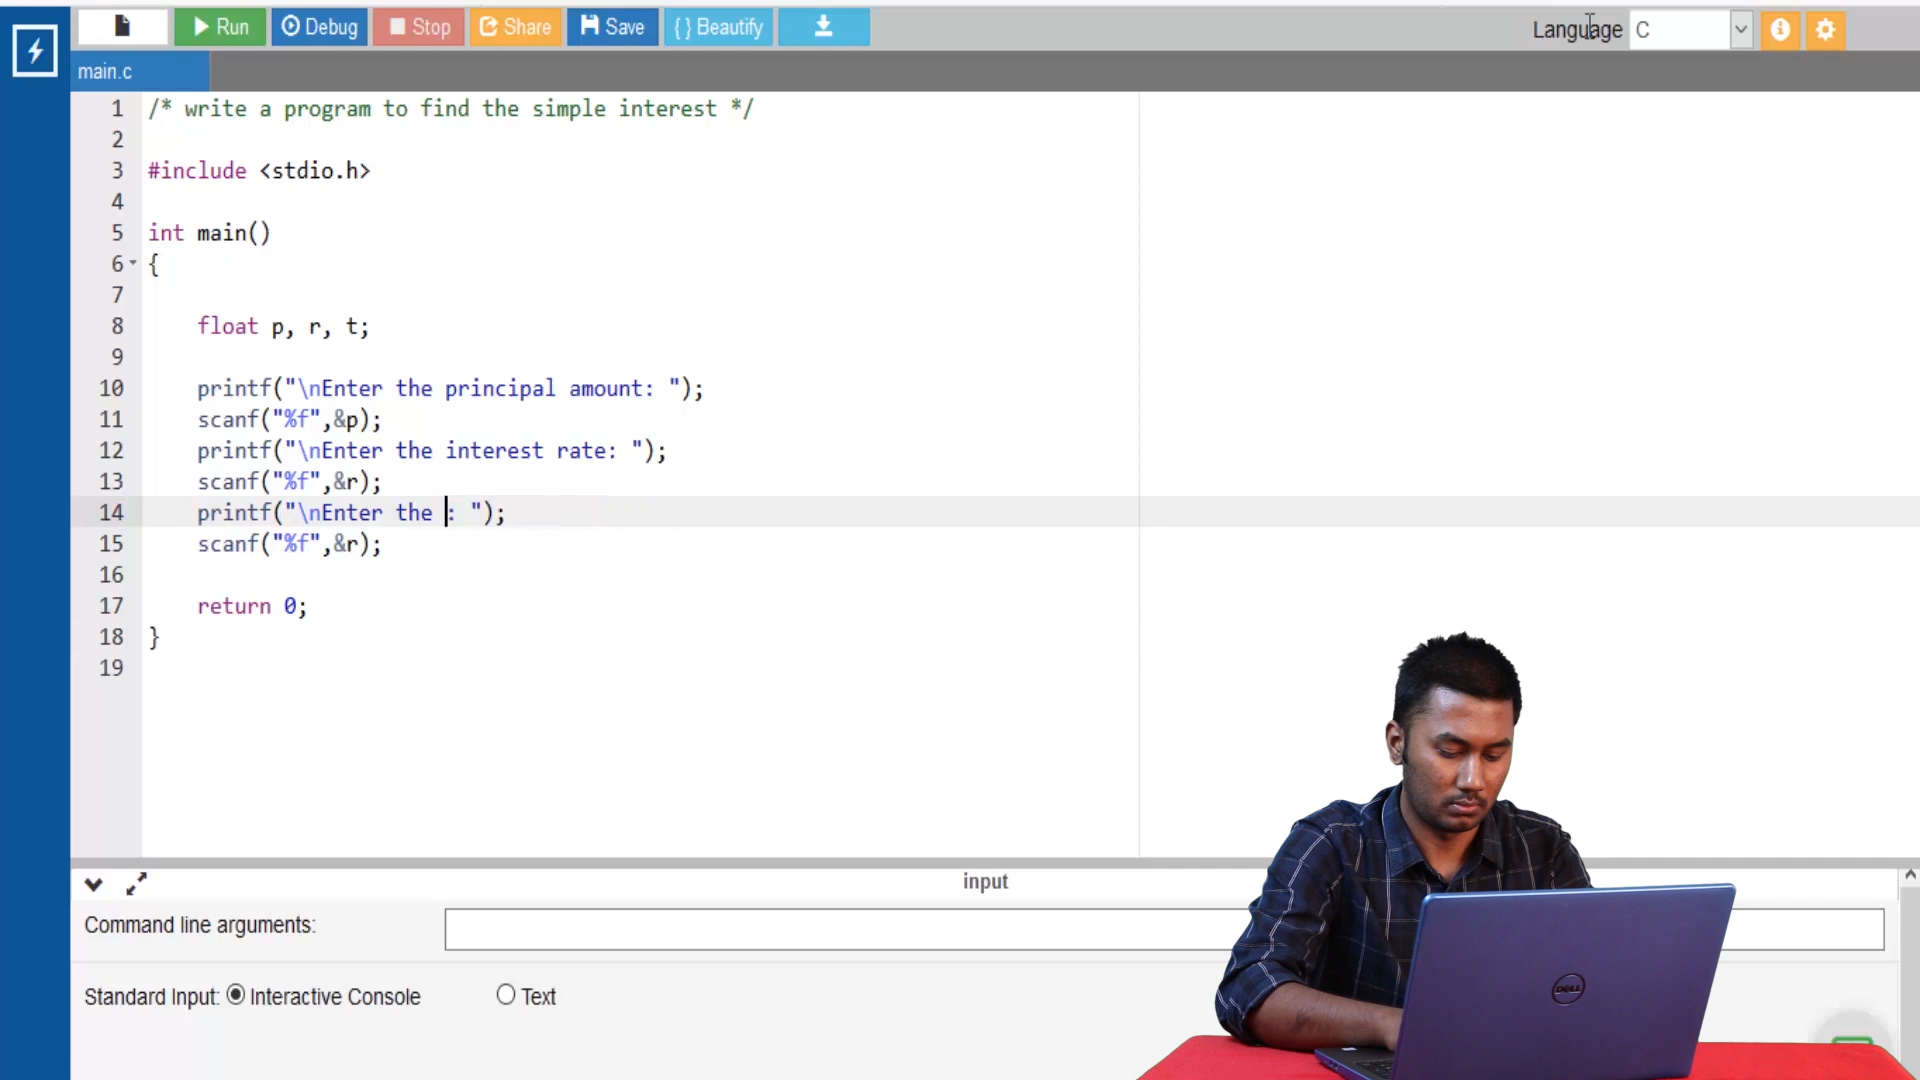 Run Debug Stop Share Save { } Beautify Language C
main.c
1 /* write a program to find the simple interest */
2
3 #include <stdio.h>
4
5 int main()
6 {
7
8 float p, r, t;
9
10 printf("\nEnter the principal amount: ");
11 scanf("%f",&p);
12 printf("\nEnter the interest rate: ");
13 scanf("%f",&r);
14 printf("\nEnter the : ");
15 scanf("%f",&r);
16
17 return 0;
18 }
19
input
Command line arguments:
Standard Input: Interactive Console Text
DELL